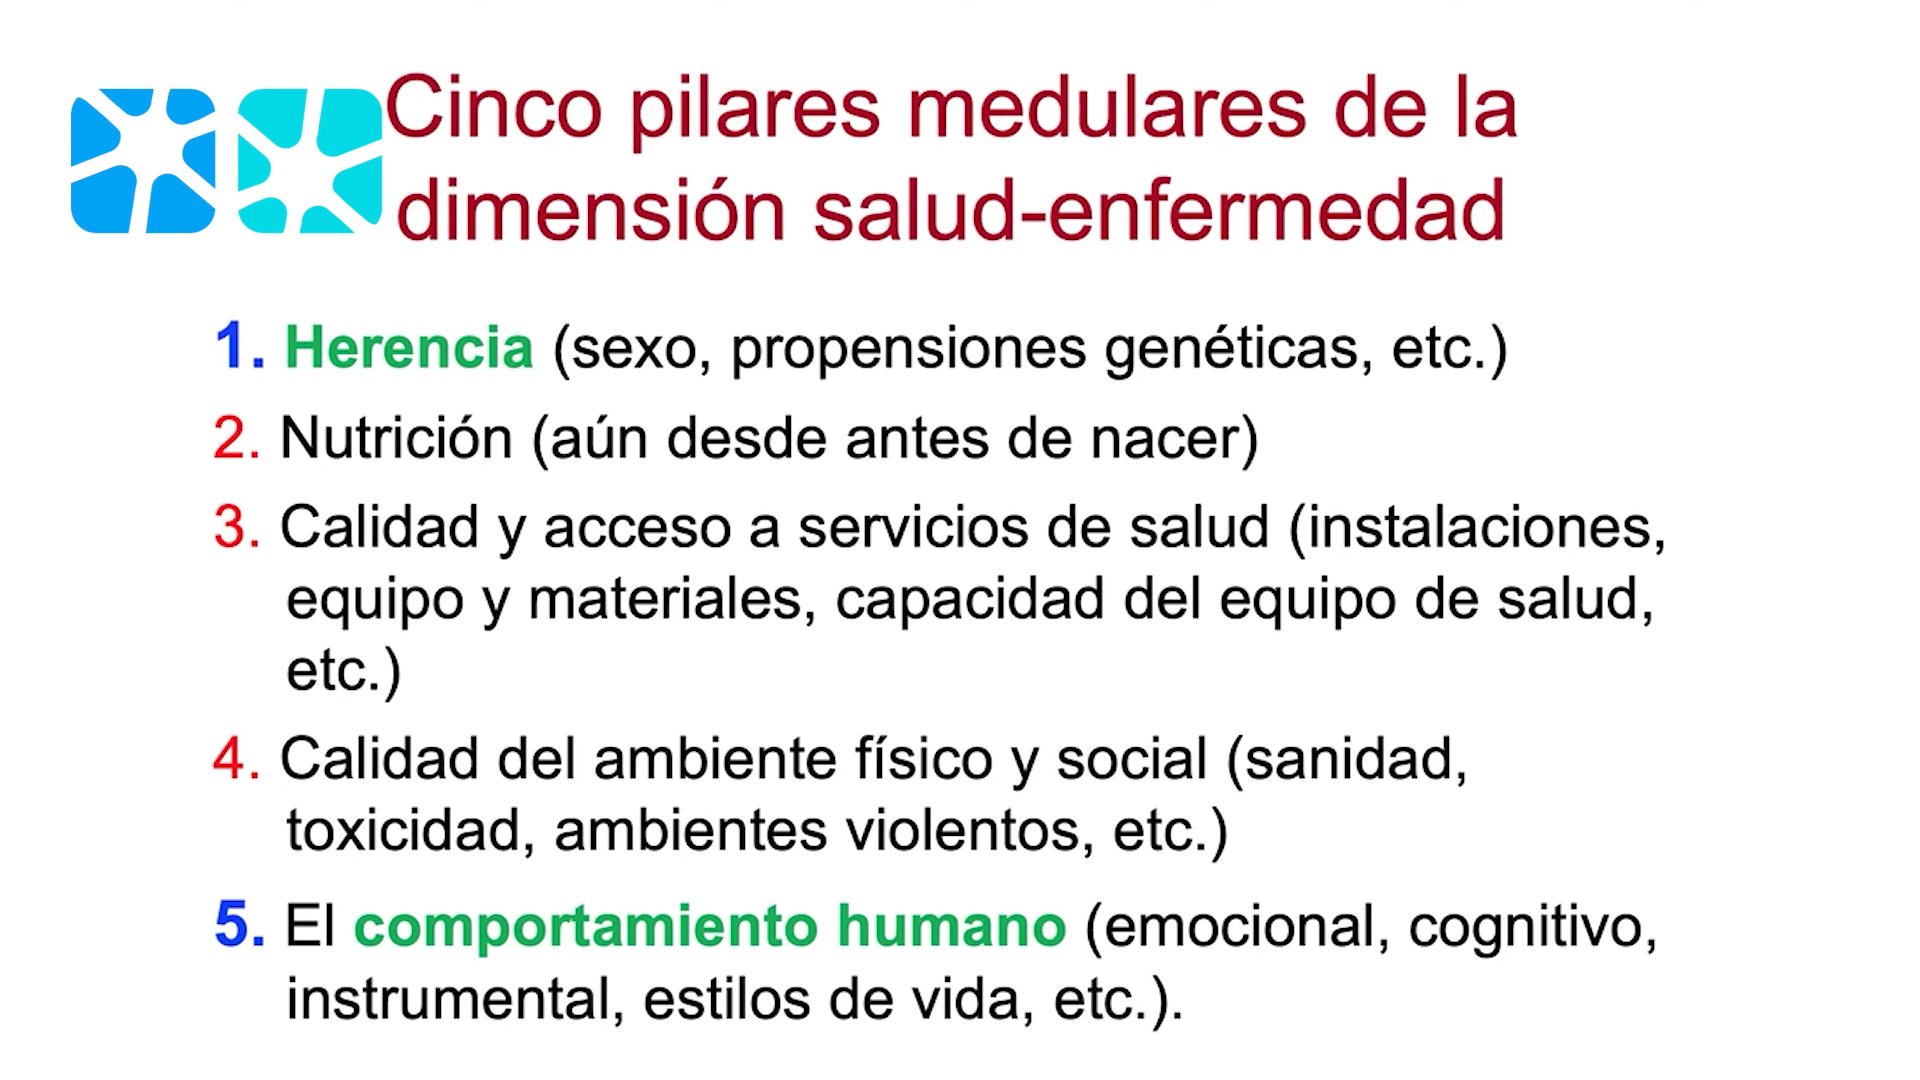 Cinco pilares medulares de la
dimensión salud-enfermedad
1. Herencia (sexo, propensiones genéticas, etc.)
2. Nutrición (aún desde antes de nacer)
3. Calidad y acceso a servicios de salud (instalaciones,
equipo y materiales, capacidad del equipo de salud,
etc.)
4. Calidad del ambiente físico y social (sanidad,
toxicidad, ambientes violentos, etc.)
5. El comportamiento humano (emocional, cognitivo,
instrumental, estilos de vida, etc.).